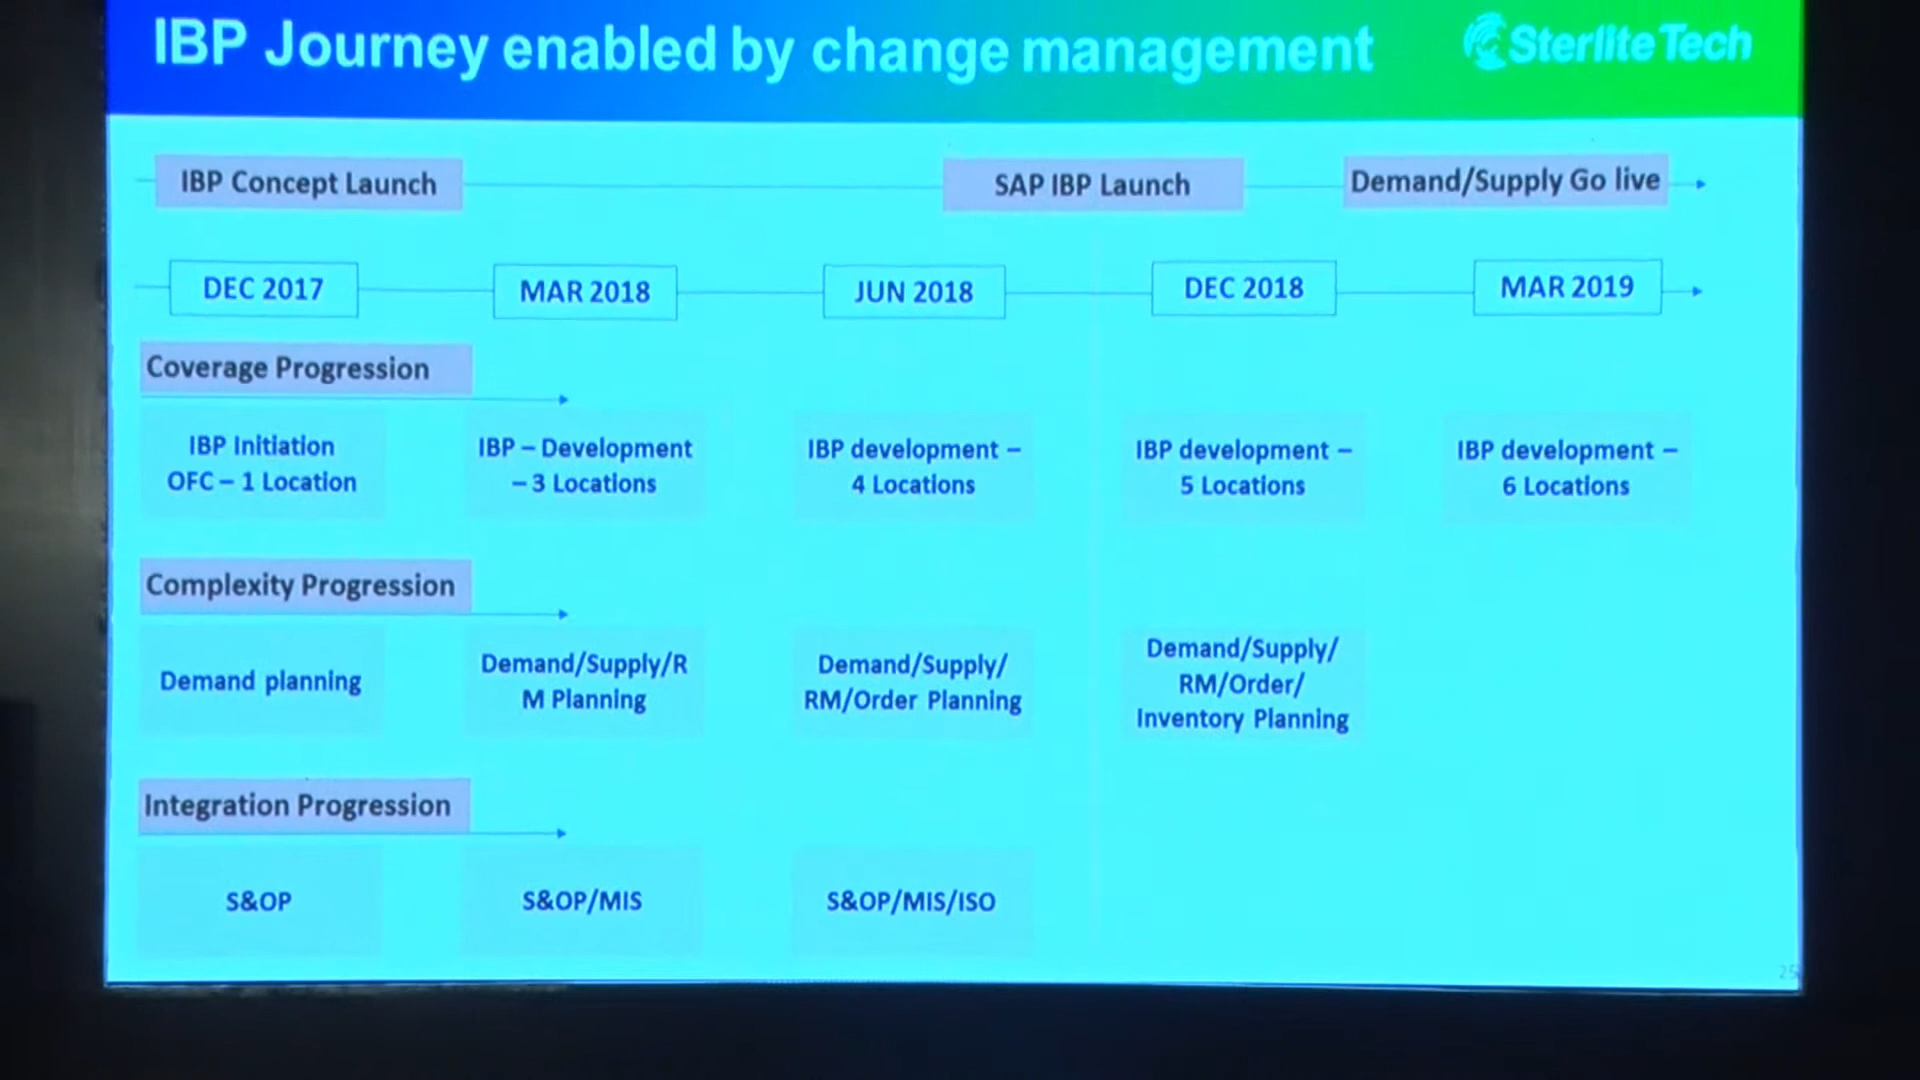 IBP Journey enabled by change management
Sterlite Tech
IBP Concept Launch
SAP IBP Launch
Demand/Supply Go live
DEC 2017
MAR 2018
JUN 2018
DEC 2018
MAR 2019
Coverage Progression
IBP Initiation
OFC – 1 Location
IBP – Development
– 3 Locations
IBP development –
4 Locations
IBP development –
5 Locations
IBP development –
6 Locations
Complexity Progression
Demand planning
Demand/Supply/R
M Planning
Demand/Supply/
RM/Order Planning
Demand/Supply/
RM/Order/
Inventory Planning
Integration Progression
S&OP
S&OP/MIS
S&OP/MIS/ISO
25